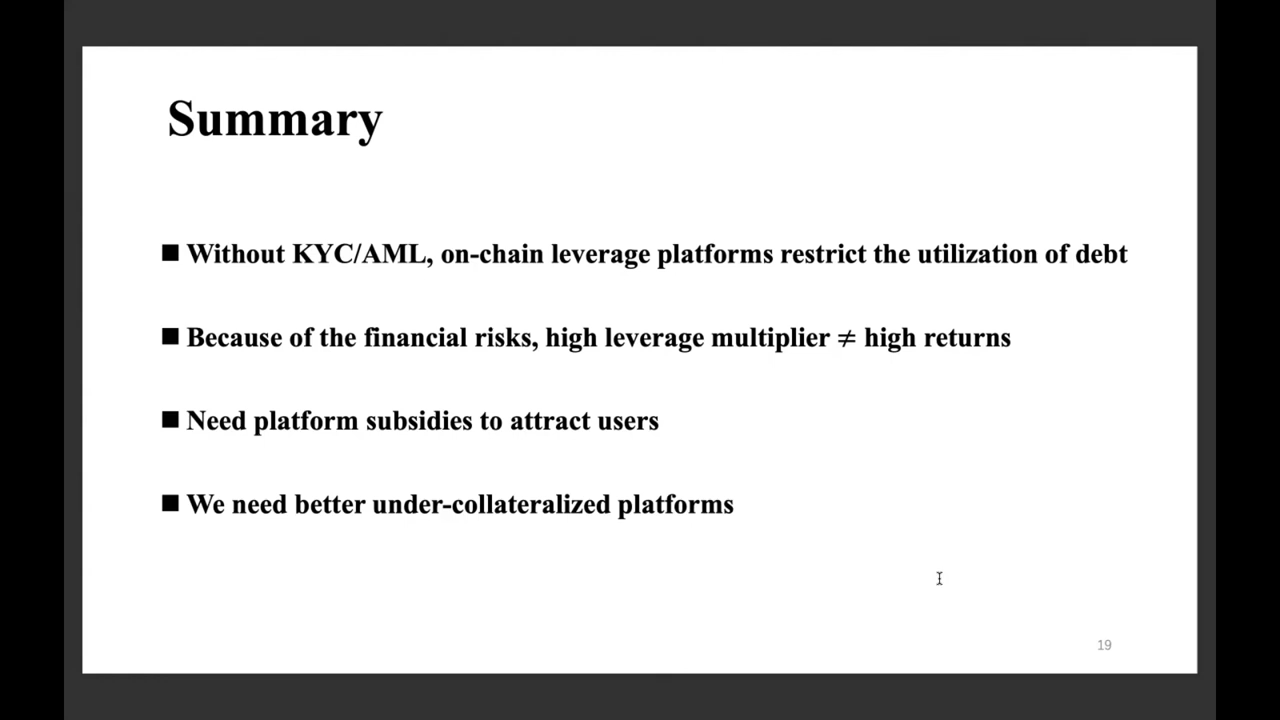 Summary
■ Without KYC/AML, on-chain leverage platforms restrict the utilization of debt
■ Because of the financial risks, high leverage multiplier ≠ high returns
■ Need platform subsidies to attract users
■ We need better under-collateralized platforms
19